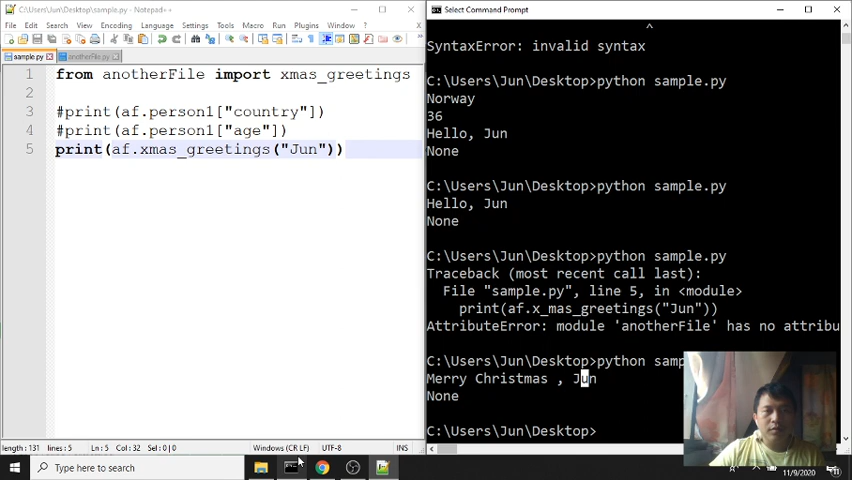 C:\Users\Jun\Desktop\sample.py - Notepad++
File Edit Search View Encoding Language Settings Tools Macro Run Plugins Window ?
sample.py anotherFile.py
1 from anotherFile import xmas_greetings
2
3 #print(af.person1["country"])
4 #print(af.person1["age"])
5 print(af.xmas_greetings("Jun"))
length : 131 lines : 5 Ln : 5 Col : 32 Sel : 0 | 0 Windows (CR LF) UTF-8 INS
Select Command Prompt
SyntaxError: invalid syntax
C:\Users\Jun\Desktop>python sample.py
Norway
36
Hello, Jun
None
C:\Users\Jun\Desktop>python sample.py
Hello, Jun
None
C:\Users\Jun\Desktop>python sample.py
Traceback (most recent call last):
File "sample.py", line 5, in <module>
print(af.x_mas_greetings("Jun"))
AttributeError: module 'anotherFile' has no attribu
C:\Users\Jun\Desktop>python samp
Merry Christmas , Jun
None
C:\Users\Jun\Desktop>
Type here to search
11/9/2020